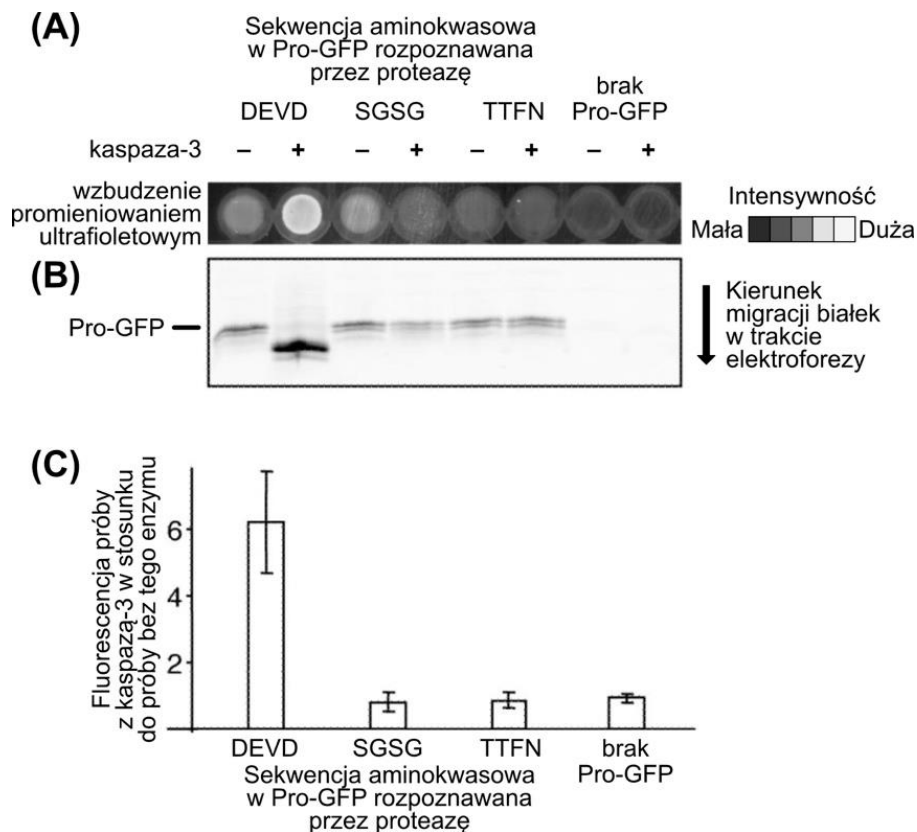 (A)
Sekwencja aminokwasowa
w Pro-GFP rozpoznawana
przez proteazę
brak
Pro-GFP
DEVD SGSG TTFN
kaspaza-3 – + – + – + – +
wzbudzenie
promieniowaniem
ultrafioletowym
Intensywność
Mała Duża
(B)
Pro-GFP
Kierunek
migracji białek
w trakcie
elektroforezy
(C)
Fluorescencja próby
z kaspazą-3 w stosunku
do próby bez tego enzymu
6
4
2
DEVD SGSG TTFN brak
Pro-GFP
Sekwencja aminokwasowa
w Pro-GFP rozpoznawana
przez proteazę